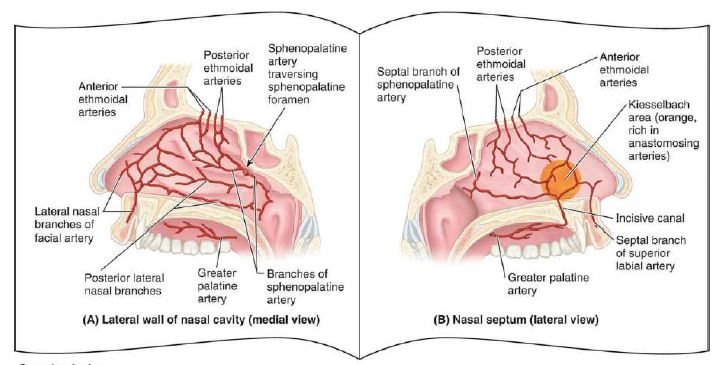 Posterior
ethmoidal
arteries
Sphenopalatine
artery
traversing
sphenopalatine
foramen
Anterior
ethmoidal
arteries
Lateral nasal
branches of
facial artery
Posterior lateral
nasal branches
Greater
palatine
artery
Branches of
sphenopalatine
artery
(A) Lateral wall of nasal cavity (medial view)
Posterior
ethmoidal
arteries
Anterior
ethmoidal
arteries
Septal branch of
sphenopalatine
artery
Kiesselbach
area (orange,
rich in
anastomosing
arteries)
Incisive canal
Septal branch
of superior
labial artery
Greater palatine
artery
(B) Nasal septum (lateral view)